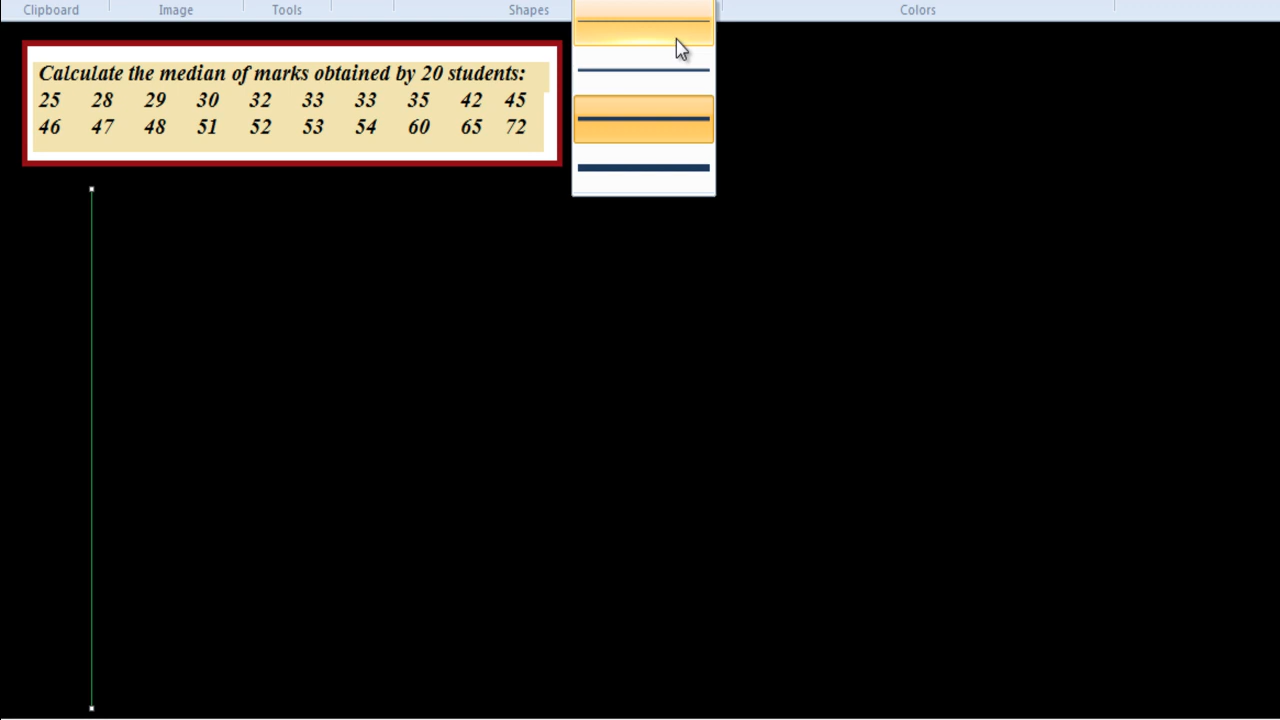 Clipboard Image Tools Shapes Colors
Calculate the median of marks obtained by 20 students:
25 28 29 30 32 33 33 35 42 45
46 47 48 51 52 53 54 60 65 72